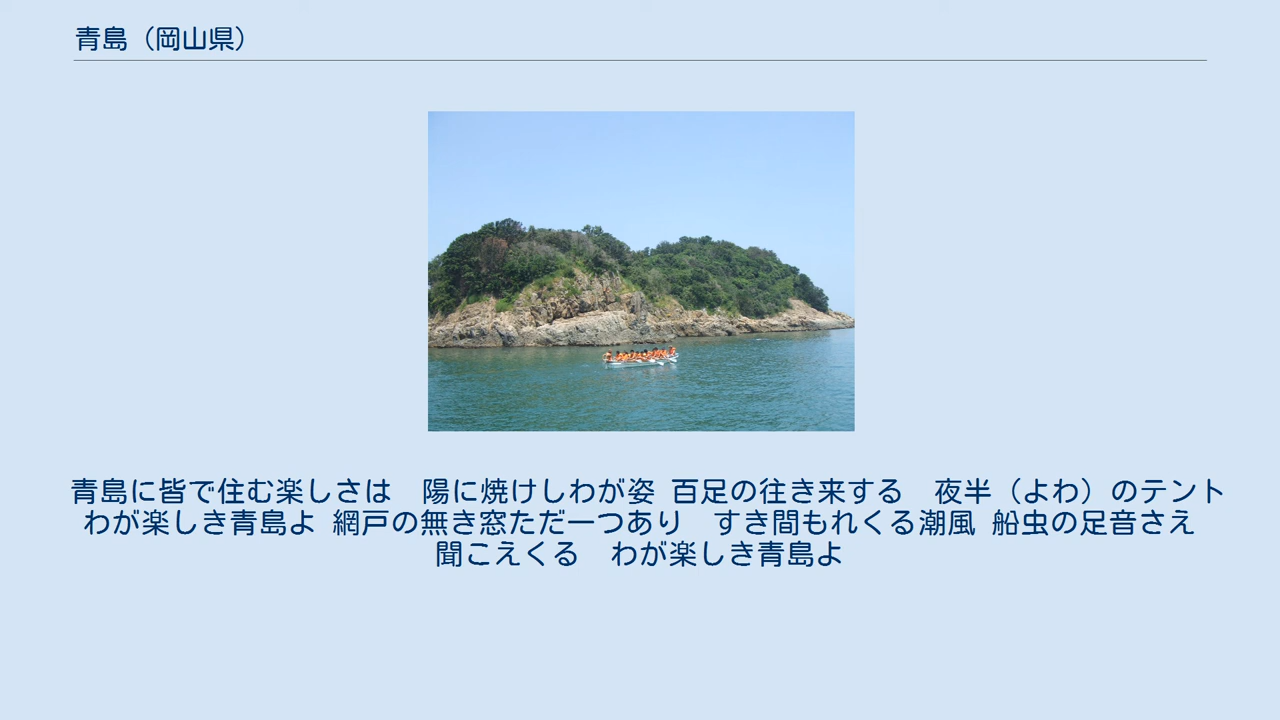 青島（岡山県）
青島に皆で住む楽しさは　陽に焼けしわが姿 百足の往き来する　夜半（よわ）のテント
わが楽しき青島よ 網戸の無き窓ただ一つあり　すき間もれくる潮風 船虫の足音さえ
聞こえくる　わが楽しき青島よ